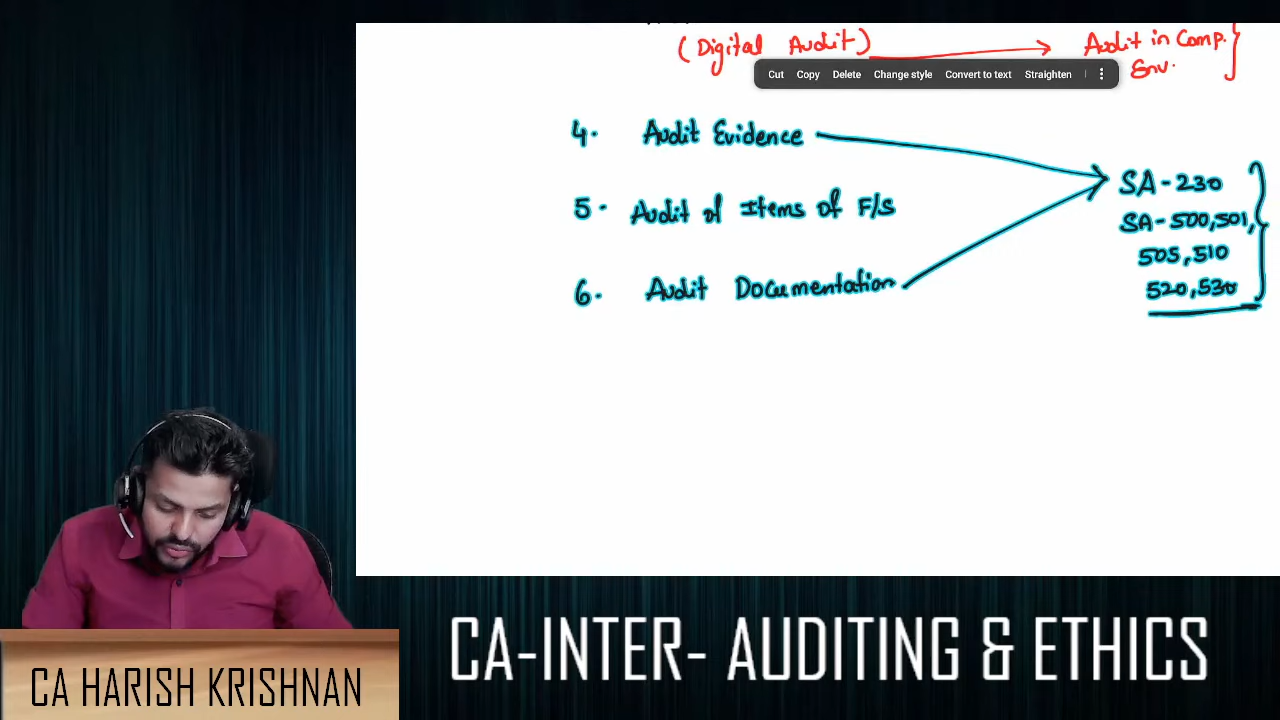 (Digital Audit) Audit in Comp. Env.
Cut Copy Delete Change style Convert to text Straighten
4. Audit Evidence
5. Audit of Items of F/S
6. Audit Documentation
SA-230
SA-500,501,
505,510
520,530
CA-INTER- AUDITING & ETHICS
CA HARISH KRISHNAN